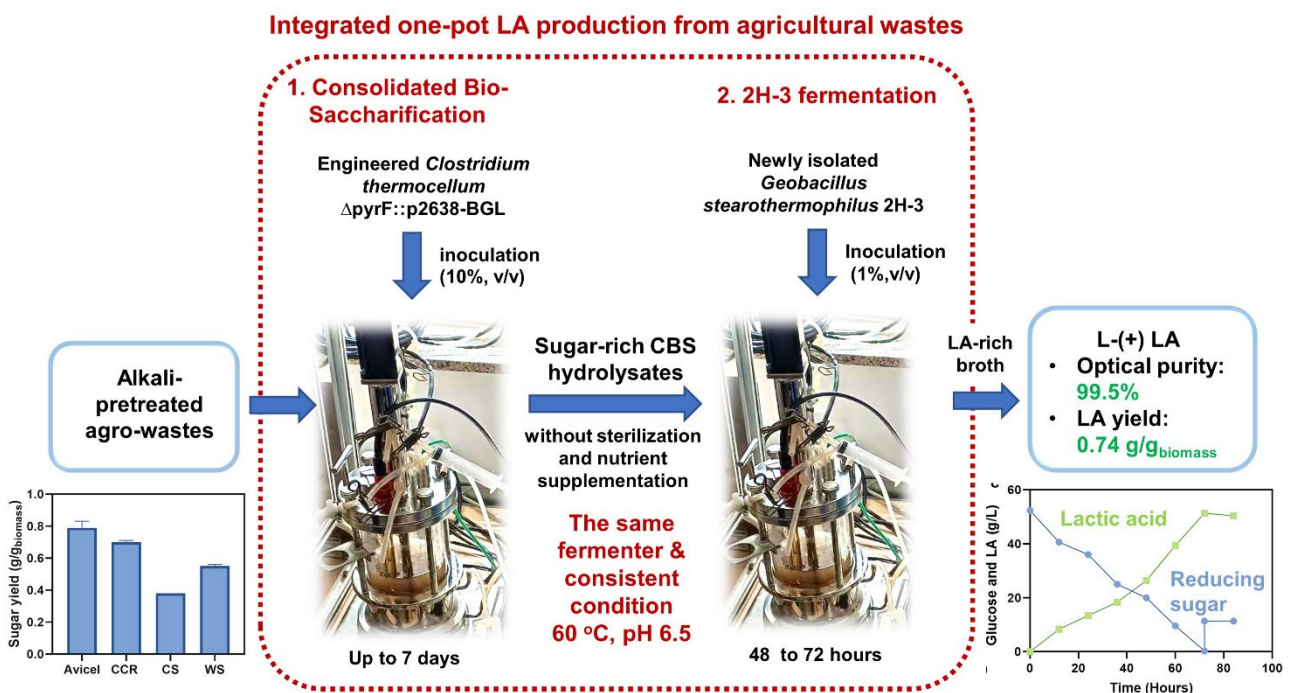 Integrated one-pot LA production from agricultural wastes
1. Consolidated Bio-
Saccharification
2. 2H-3 fermentation
Engineered Clostridium
thermocellum
ΔpyrF::p2638-BGL
Newly isolated
Geobacillus
stearothermophilus 2H-3
inoculation
(10%, v/v)
Inoculation
(1%,v/v)
Alkali-
pretreated
agro-wastes
Sugar-rich CBS
hydrolysates
without sterilization
and nutrient
supplementation
The same
fermenter &
consistent
condition
60 °C, pH 6.5
LA-rich
broth
L-(+) LA
• Optical purity:
99.5%
• LA yield:
0.74 g/gbiomass
Up to 7 days
48 to 72 hours
Sugar yield (g/gbiomass)
1.0
0.8
0.6
0.4
0.2
0.0
Avicel CCR CS WS
Glucose and LA (g/L)
60
40
20
0
Lactic acid
Reducing
sugar
0 20 40 60 80 100
Time (Hours)